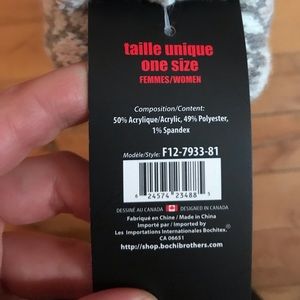 taille unique
one size
FEMMES/WOMEN
Composition/Content:
50% Acrylique/Acrylic, 49% Polyester,
1% Spandex
Modèle/Style: F12-7933-81
6 24574 23488 3
DESSINÉ AU CANADA DESIGNED IN CANADA
Fabriqué en Chine / Made in China
Importé par / Imported by
Les Importations Internationales Bochitex.
CA 06651
http://shop.bochibrothers.com